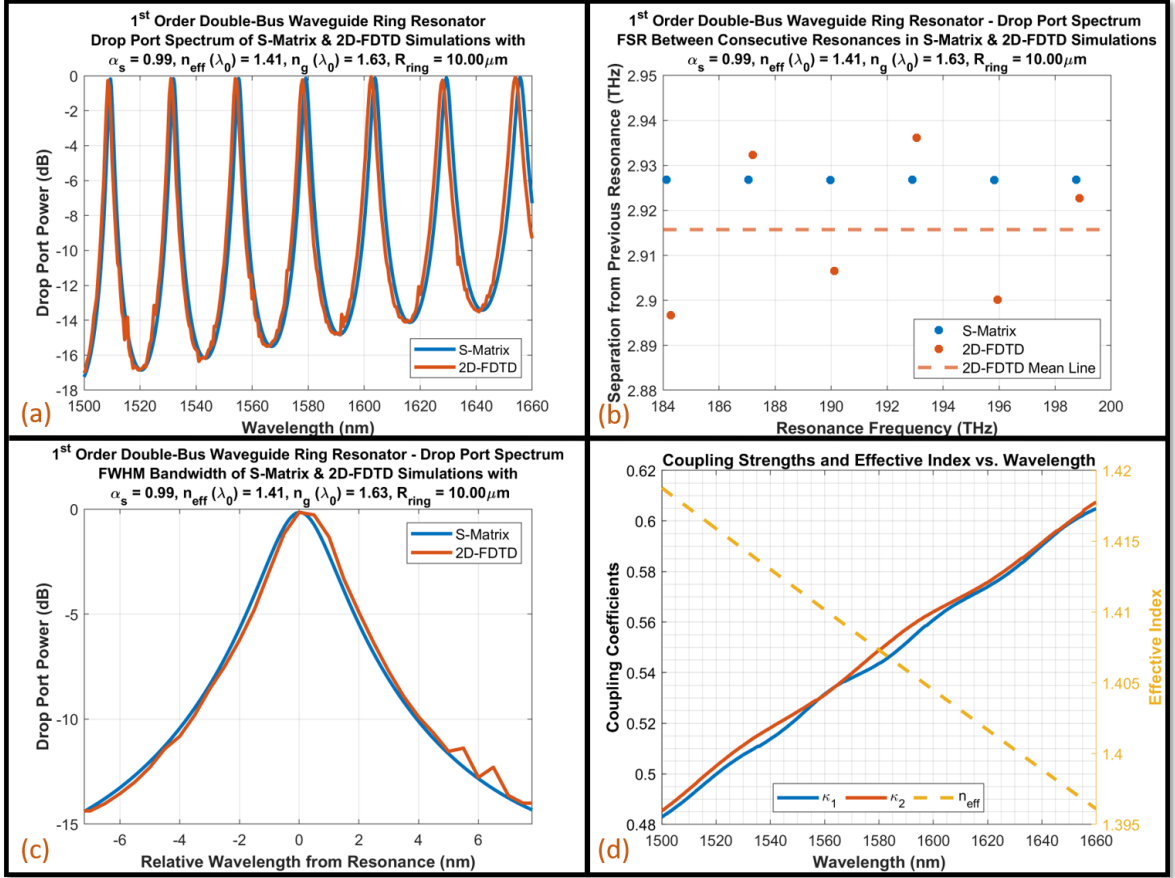 1st Order Double-Bus Waveguide Ring Resonator
Drop Port Spectrum of S-Matrix & 2D-FDTD Simulations with
αs = 0.99, neff (λ0) = 1.41, ng (λ0) = 1.63, Rring = 10.00μm
Drop Port Power (dB)
0
-2
-4
-6
-8
-10
-12
-14
-16
-18
S-Matrix
2D-FDTD
1500 1520 1540 1560 1580 1600 1620 1640 1660
Wavelength (nm)
(a)
1st Order Double-Bus Waveguide Ring Resonator - Drop Port Spectrum
FSR Between Consecutive Resonances in S-Matrix & 2D-FDTD Simulations
αs = 0.99, neff (λ0) = 1.41, ng (λ0) = 1.63, Rring = 10.00μm
Separation from Previous Resonance (THz)
2.95
2.94
2.93
2.92
2.91
2.9
2.89
2.88
S-Matrix
2D-FDTD
2D-FDTD Mean Line
184 186 188 190 192 194 196 198 200
Resonance Frequency (THz)
(b)
1st Order Double-Bus Waveguide Ring Resonator - Drop Port Spectrum
FWHM Bandwidth of S-Matrix & 2D-FDTD Simulations with
αs = 0.99, neff (λ0) = 1.41, ng (λ0) = 1.63, Rring = 10.00μm
Drop Port Power (dB)
0
-5
-10
-15
S-Matrix
2D-FDTD
-6 -4 -2 0 2 4 6
Relative Wavelength from Resonance (nm)
(c)
Coupling Strengths and Effective Index vs. Wavelength
Coupling Coefficients
0.62
0.6
0.58
0.56
0.54
0.52
0.5
0.48
1.42
1.415
1.41
1.405
1.4
1.395
Effective Index
κ1 κ2 neff
1500 1520 1540 1560 1580 1600 1620 1640 1660
Wavelength (nm)
(d)